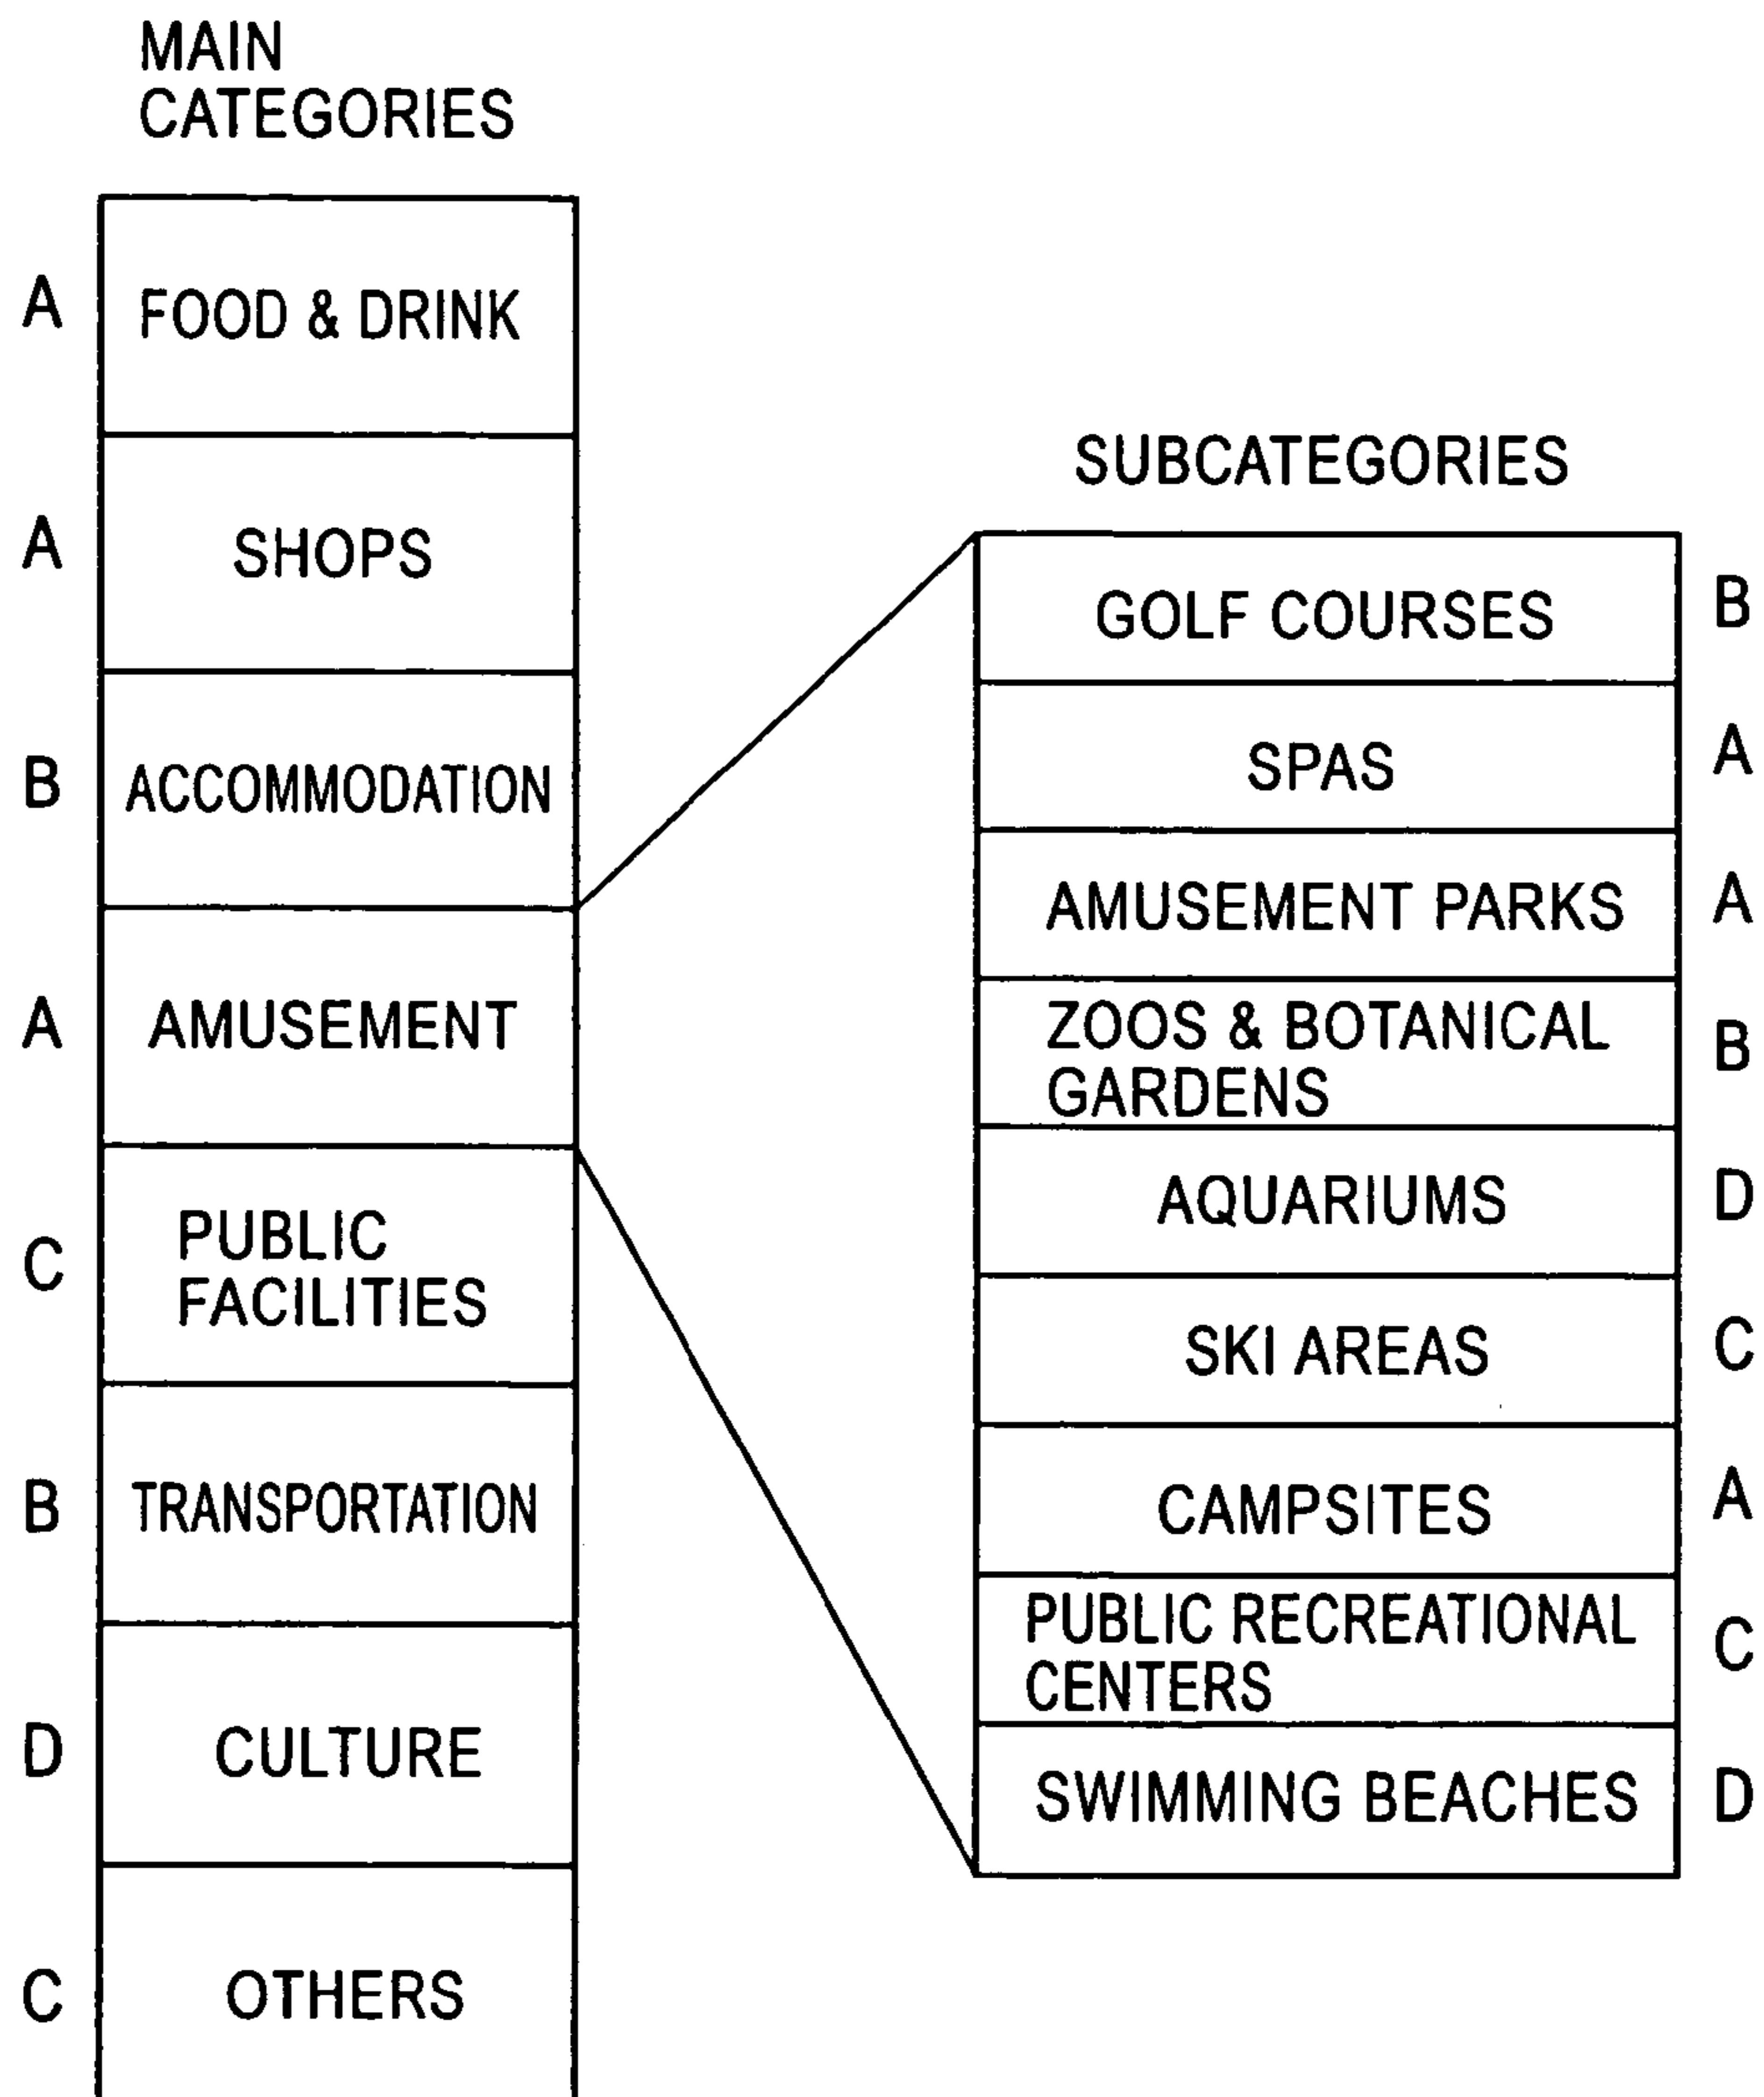 MAIN
CATEGORIES
A FOOD & DRINK
A SHOPS
B ACCOMMODATION
A AMUSEMENT
C PUBLIC
FACILITIES
B TRANSPORTATION
D CULTURE
C OTHERS
SUBCATEGORIES
GOLF COURSES B
SPAS A
AMUSEMENT PARKS A
ZOOS & BOTANICAL
GARDENS B
AQUARIUMS D
SKI AREAS C
CAMPSITES A
PUBLIC RECREATIONAL
CENTERS C
SWIMMING BEACHES D